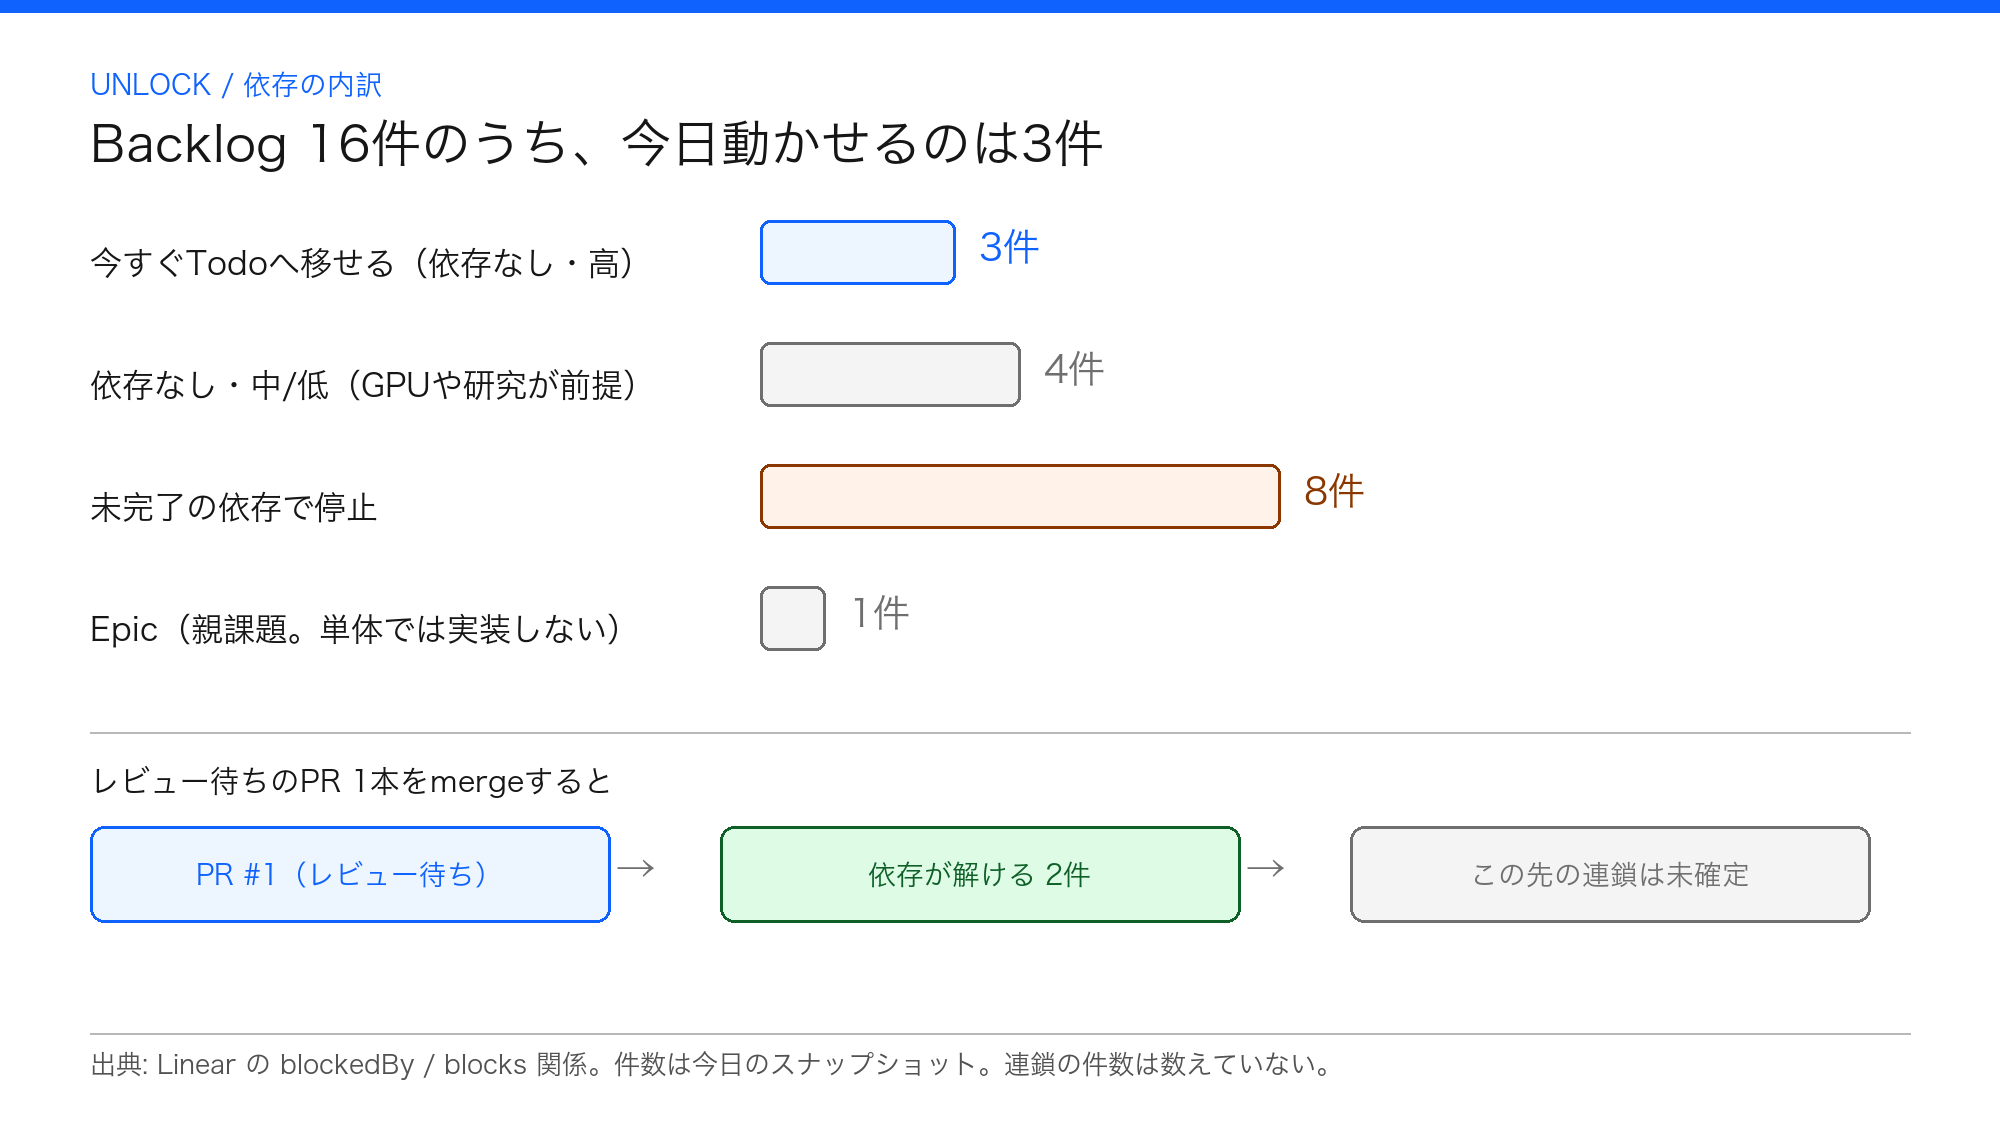 UNLOCK / 依存の内訳
Backlog 16件のうち、今日動かせるのは3件
今すぐTodoへ移せる（依存なし・高）
3件
依存なし・中/低（GPUや研究が前提）
4件
未完了の依存で停止
8件
Epic（親課題。単体では実装しない）
1件
レビュー待ちのPR 1本をmergeすると
PR #1（レビュー待ち）
→
依存が解ける 2件
→
この先の連鎖は未確定
出典: Linear の blockedBy / blocks 関係。件数は今日のスナップショット。連鎖の件数は数えていない。